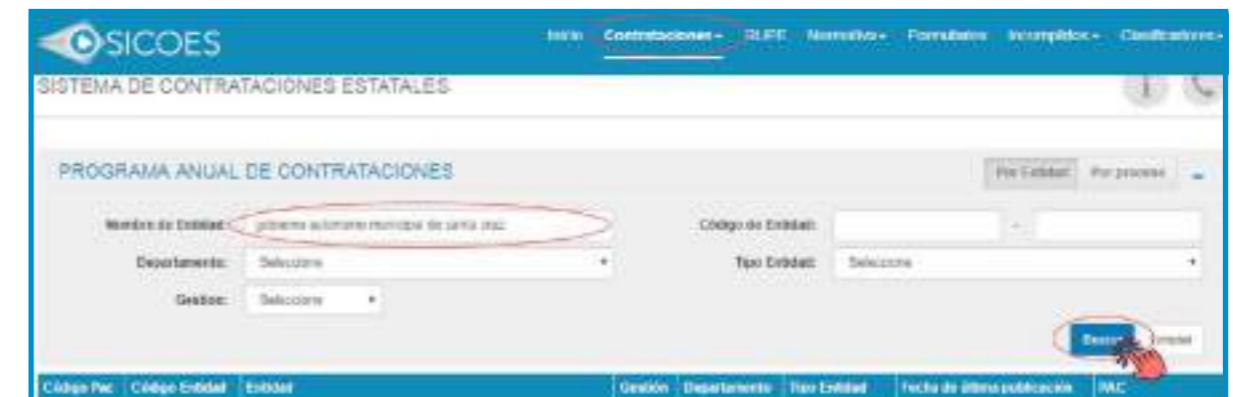 SICOES
Inicio Contrataciones RUPE Normativa Formularios Incumplidos Clasificadores
SISTEMA DE CONTRATACIONES ESTATALES
PROGRAMA ANUAL DE CONTRATACIONES
Por Entidad Por proceso
Nombre de Entidad: gobierno autonomo municipal de santa cruz
Código de Entidad: -
Departamento: Seleccione
Tipo Entidad: Seleccione
Gestion: Seleccione
Buscar Limpiar
Código Pac Código Entidad Entidad Gestión Departamento Tipo Entidad Fecha de última publicación PAC